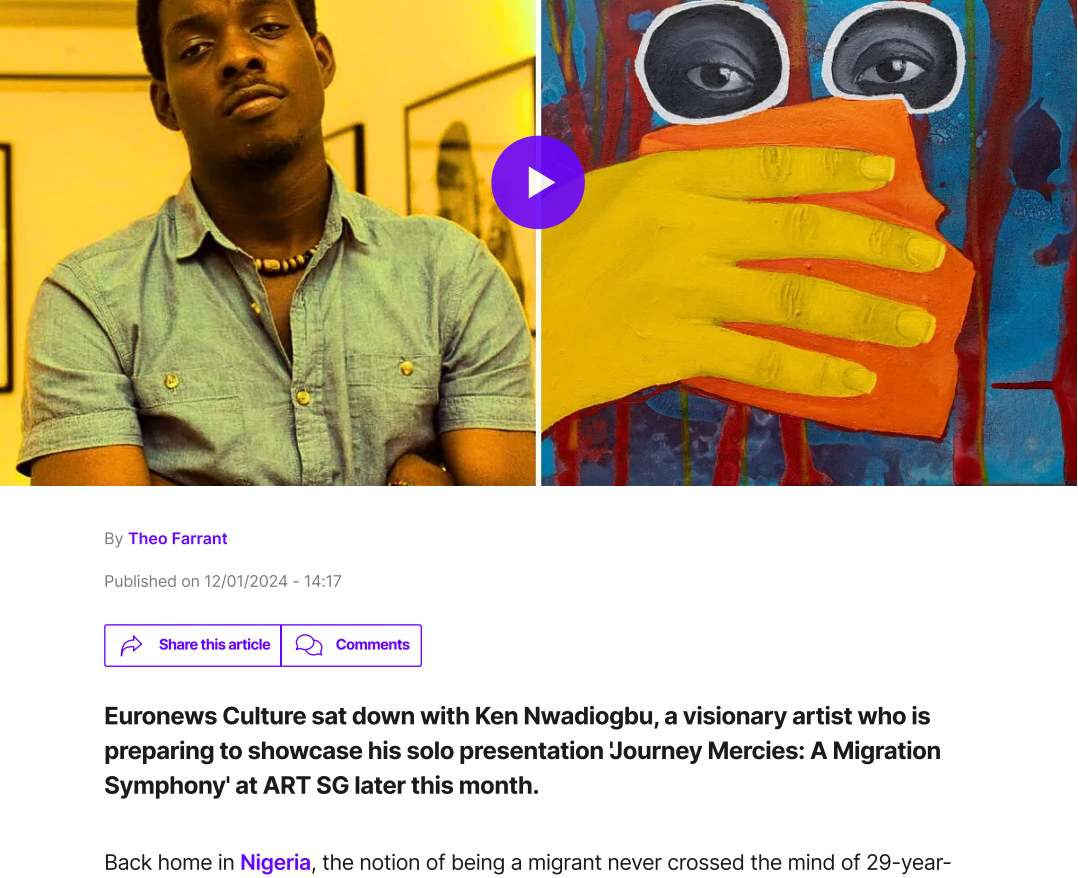 By Theo Farrant
Published on 12/01/2024 - 14:17
Share this article
Comments
Euronews Culture sat down with Ken Nwadiogbu, a visionary artist who is
preparing to showcase his solo presentation 'Journey Mercies: A Migration
Symphony' at ART SG later this month.
Back home in Nigeria, the notion of being a migrant never crossed the mind of 29-year-